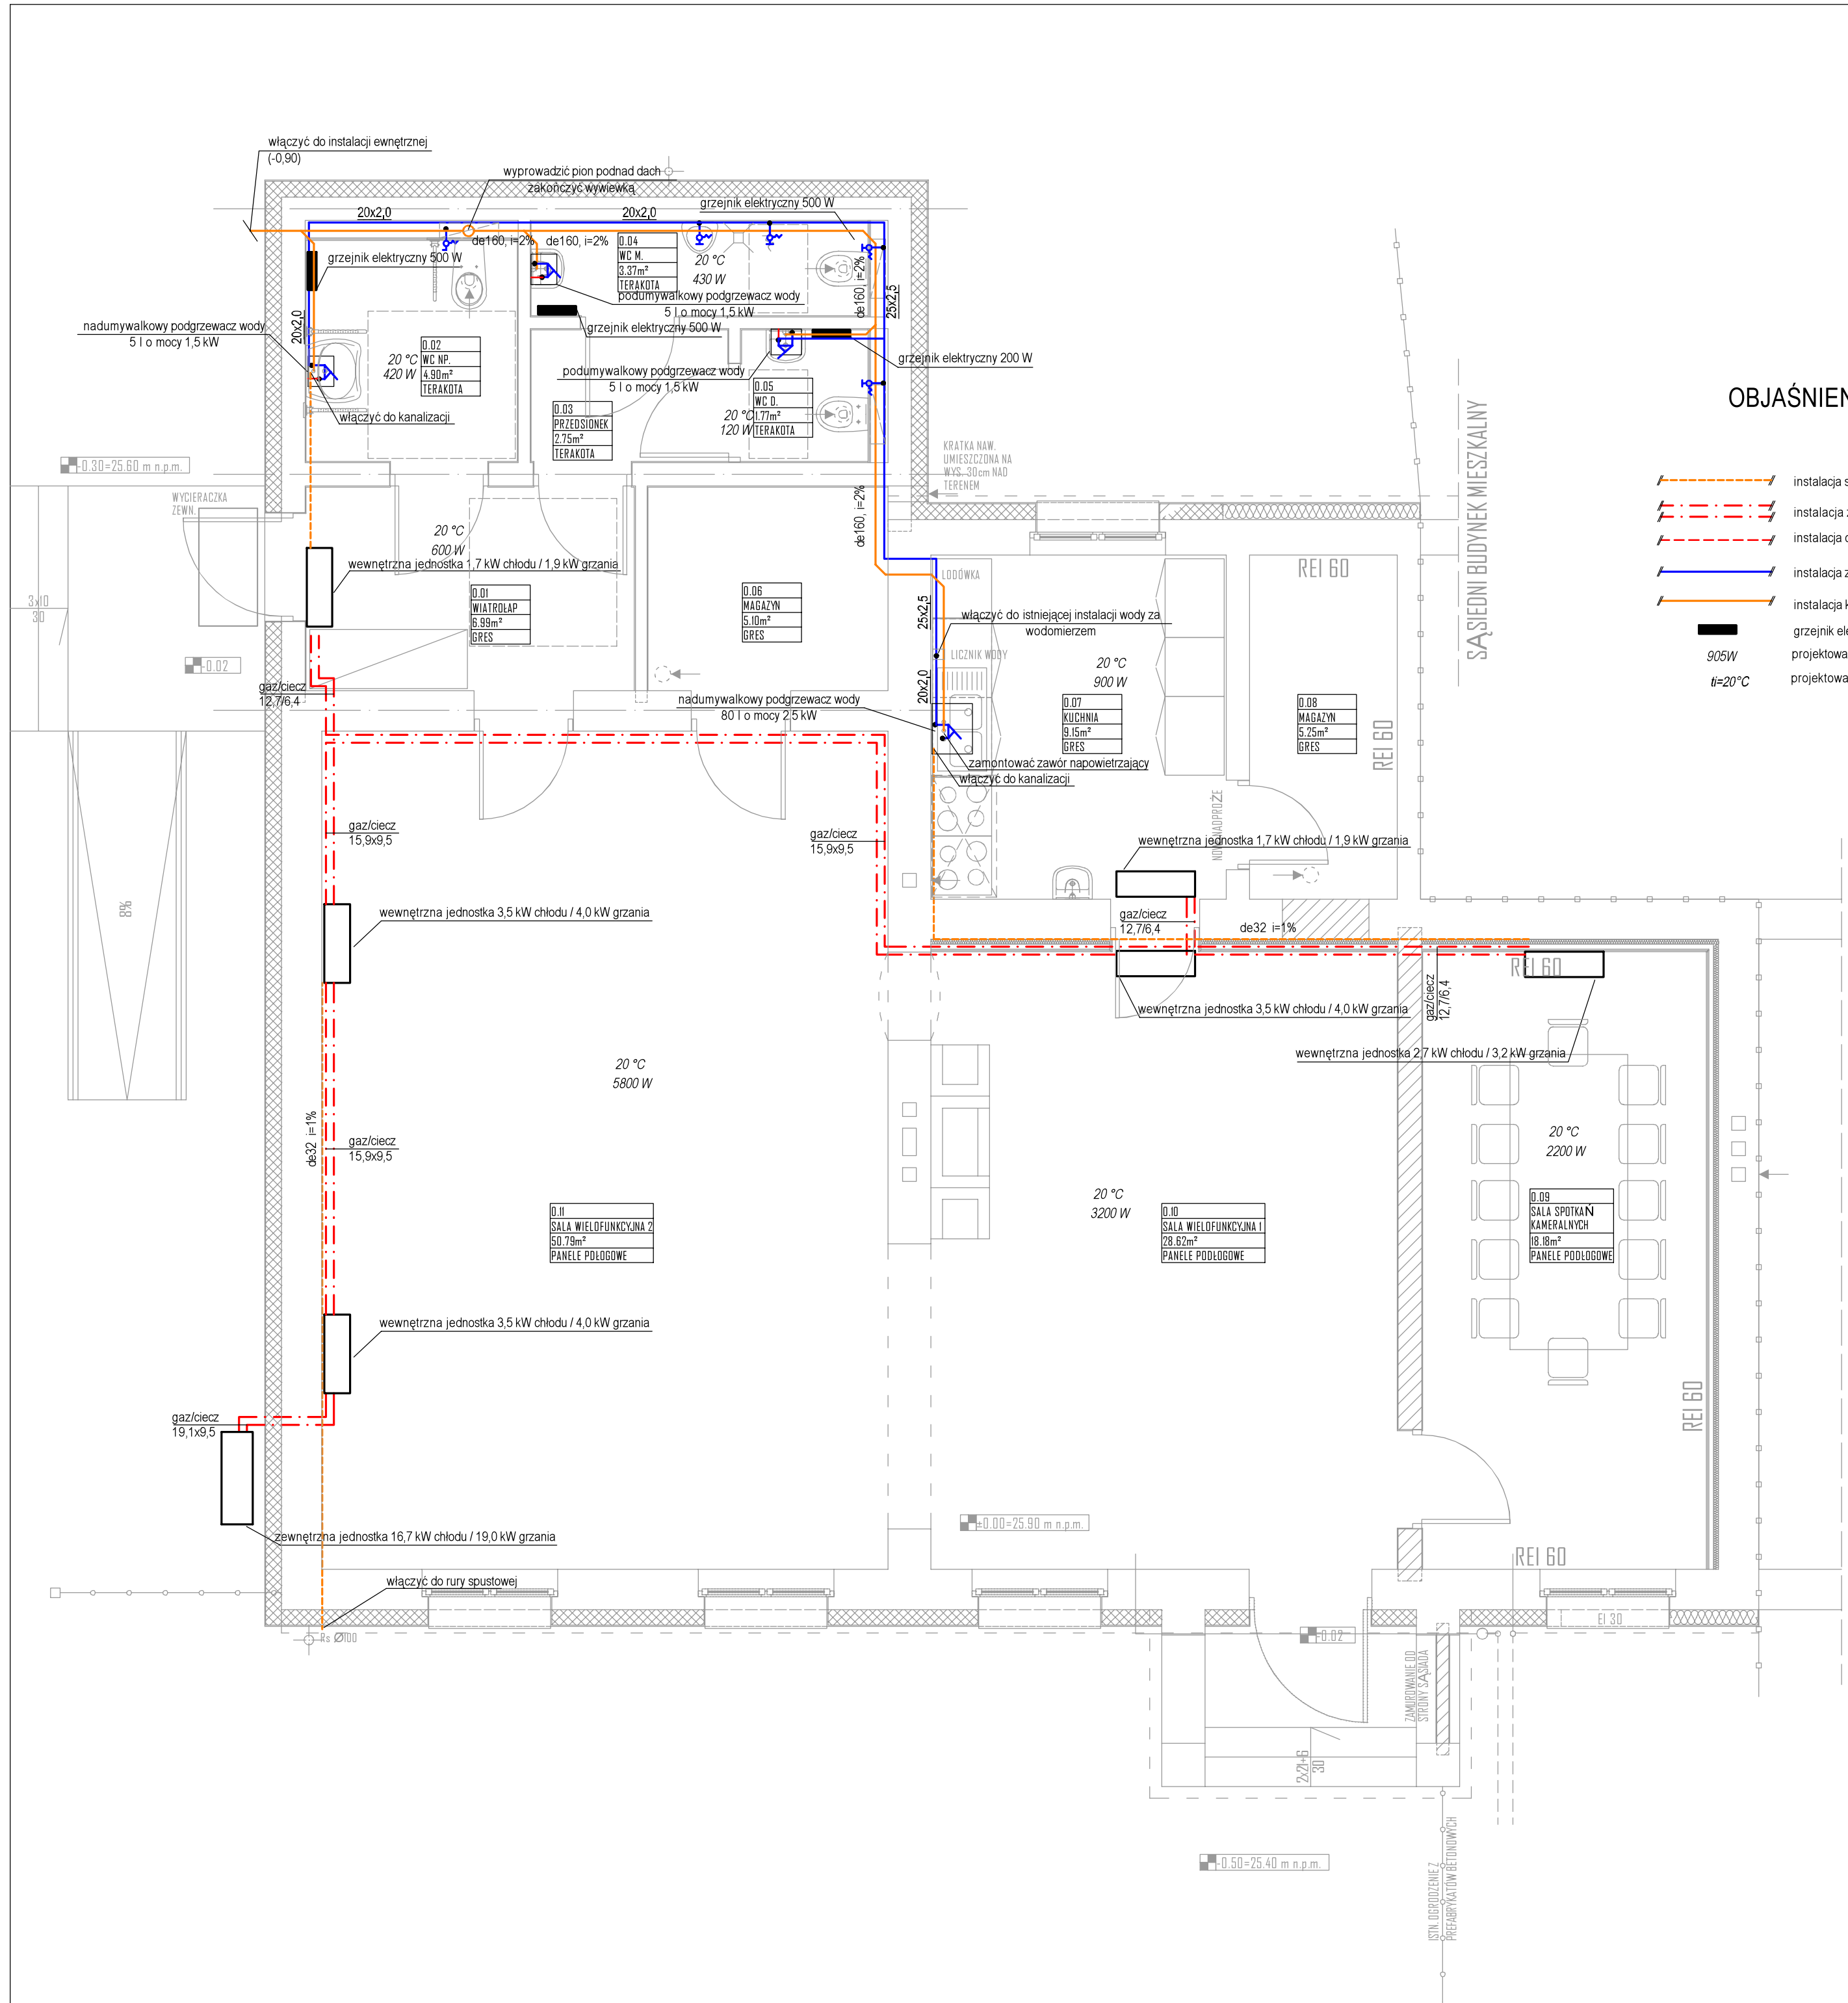 włączyć do instalacji ewnętrznej
(-0,90)
wyprowadzić pion podnad dach
zakończyć wywiewką
20x2,0
20x2,0
grzejnik elektryczny 500 W
de160, i=2%
de160, i=2%
0.04
WC M.
3.37m²
TERAKOTA
20 °C
430 W
grzejnik elektryczny 500 W
podumywalkowy podgrzewacz wody
5 l o mocy 1,5 kW
de160, i=2%
25x2,5
nadumywalkowy podgrzewacz wody
5 l o mocy 1,5 kW
20x2,0
grzejnik elektryczny 500 W
grzejnik elektryczny 200 W
0.02
WC NP.
4.90m²
TERAKOTA
20 °C
420 W
podumywalkowy podgrzewacz wody
5 l o mocy 1,5 kW
0.05
WC D.
1.77m²
TERAKOTA
20 °C
120 W
włączyć do kanalizacji
0.03
PRZEDSIONEK
2.75m²
TERAKOTA
OBJAŚNIEN
SĄSIEDNI BUDYNEK MIESZKALNY
KRATKA NAW.
UMIESZCZONA NA
WYS. 30cm NAD
TERENEM
-0.30=25.60 m n.p.m.
WYCIERACZKA
ZEWN.
instalacja s
instalacja z
instalacja c
instalacja z
instalacja k
grzejnik ele
905W
projektowa
ti=20°C
projektowa
20 °C
600 W
de160, i=2%
wewnętrzna jednostka 1,7 kW chłodu / 1,9 kW grzania
LODÓWKA
REI 60
3x10
30
0.01
WIATROŁAP
6.99m²
GRES
0.06
MAGAZYN
5.10m²
GRES
25x2,5
włączyć do istniejącej instalacji wody za
wodomierzem
LICZNIK WODY
-0.02
20 °C
900 W
20x2,0
gaz/ciecz
12,7/6,4
nadumywalkowy podgrzewacz wody
80 l o mocy 2,5 kW
0.07
KUCHNIA
9.15m²
GRES
0.08
MAGAZYN
5.25m²
GRES
REI 60
zamontować zawór napowietrzający
włączyć do kanalizacji
NOWE NADPROŻE
gaz/ciecz
15,9x9,5
gaz/ciecz
15,9x9,5
wewnętrzna jednostka 1,7 kW chłodu / 1,9 kW grzania
8%
wewnętrzna jednostka 3,5 kW chłodu / 4,0 kW grzania
gaz/ciecz
12,7/6,4
de32 i=1%
REI 60
gaz/ciecz
12,7/6,4
wewnętrzna jednostka 3,5 kW chłodu / 4,0 kW grzania
wewnętrzna jednostka 2,7 kW chłodu / 3,2 kW grzania
20 °C
5800 W
de32 i=1%
gaz/ciecz
15,9x9,5
20 °C
2200 W
20 °C
3200 W
0.11
SALA WIELOFUNKCYJNA 2
50.79m²
PANELE PDŁOGOWE
0.10
SALA WIELOFUNKCYJNA 1
28.62m²
PANELE PODŁOGOWE
0.09
SALA SPOTKAŃ
KAMERALNYCH
18.18m²
PANELE PODŁOGOWE
wewnętrzna jednostka 3,5 kW chłodu / 4,0 kW grzania
REI 60
gaz/ciecz
19,1x9,5
zewnętrzna jednostka 16,7 kW chłodu / 19,0 kW grzania
±0.00=25.90 m n.p.m.
REI 60
włączyć do rury spustowej
EI 30
Rs Ø100
-0.02
ZAMUROWANIE OD
STRONY SĄSIADA
2x21+6
30
-0.50=25.40 m n.p.m.
ISTN. OGRODZENIE Z
PREFABRYKATÓW BETONOWYCH